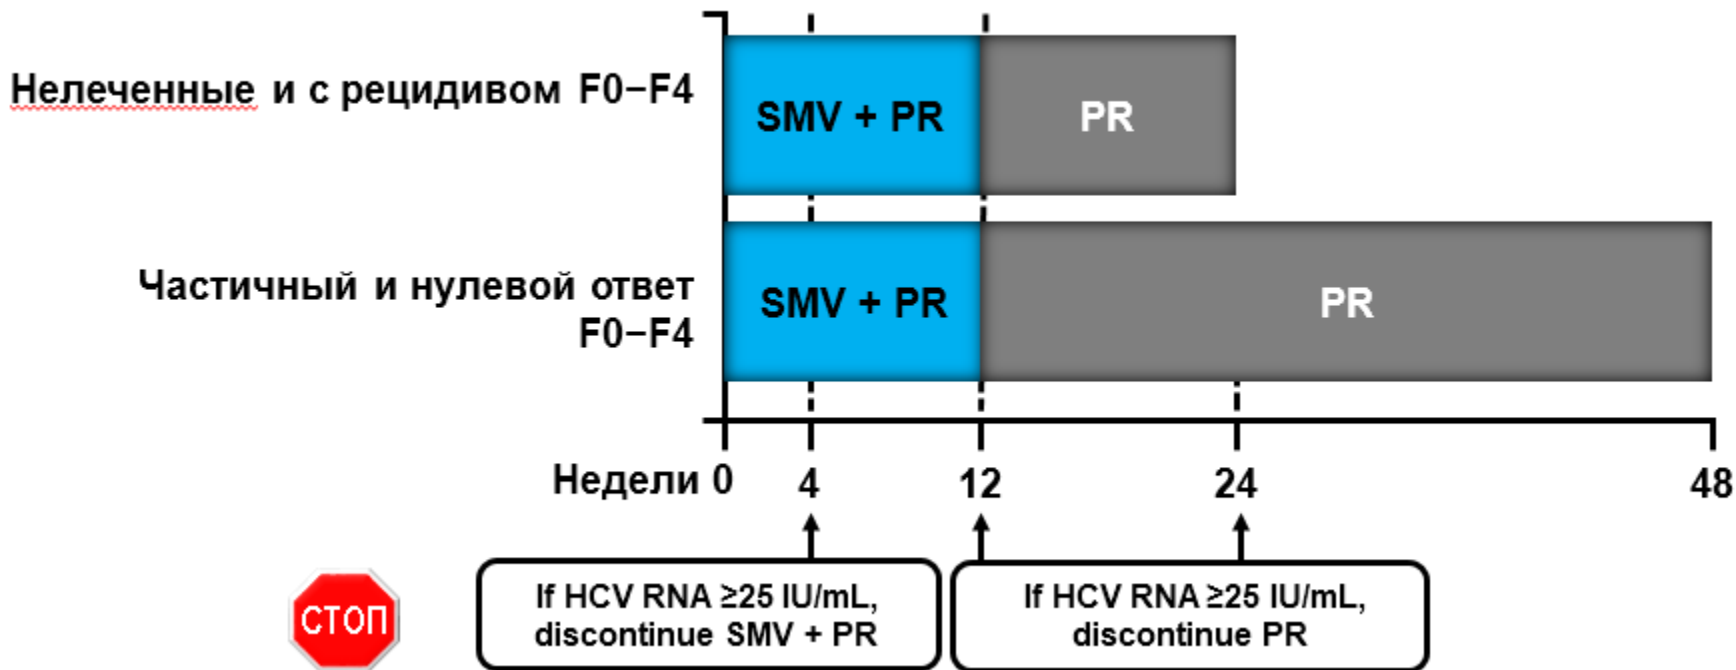 Нелеченные и с рецидивом F0–F4
SMV + PR
PR
Частичный и нулевой ответ
F0–F4
SMV + PR
PR
Недели 0 4 12 24 48
СТОП
If HCV RNA ≥25 IU/mL,
discontinue SMV + PR
If HCV RNA ≥25 IU/mL,
discontinue PR